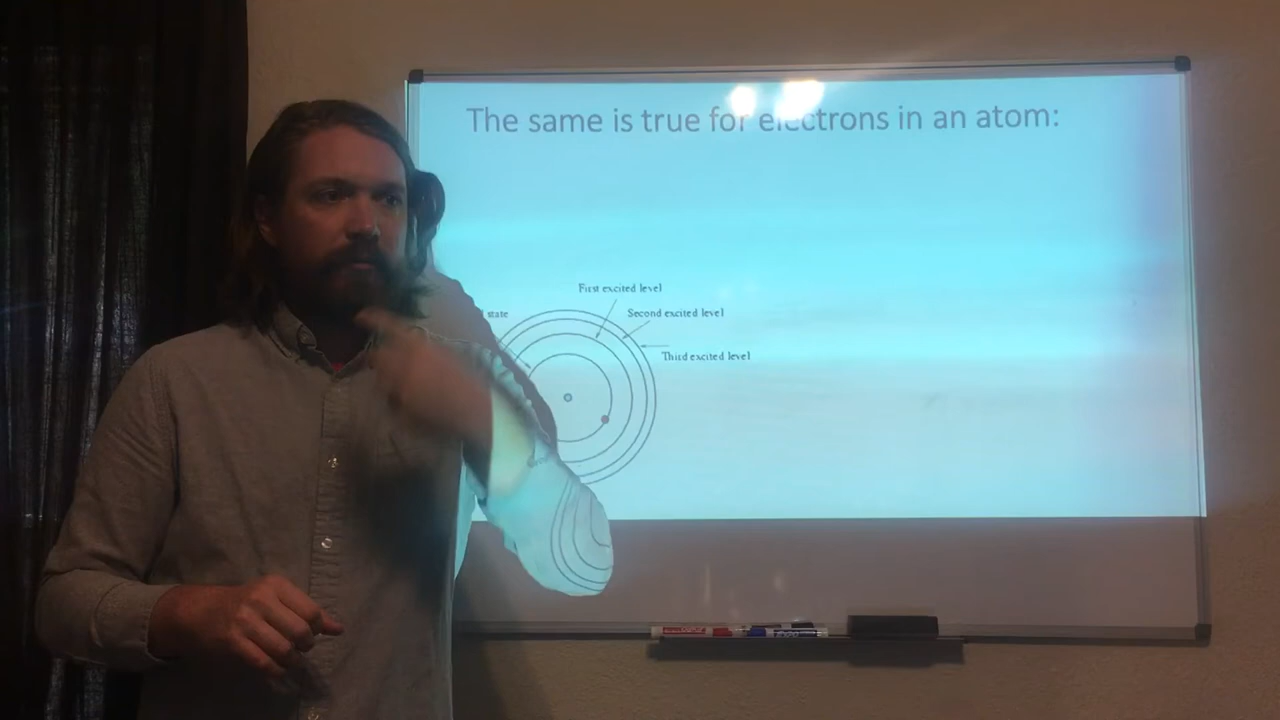 The same is true for electrons in an atom:
First excited level
state
Second excited level
Third excited level
EXPO